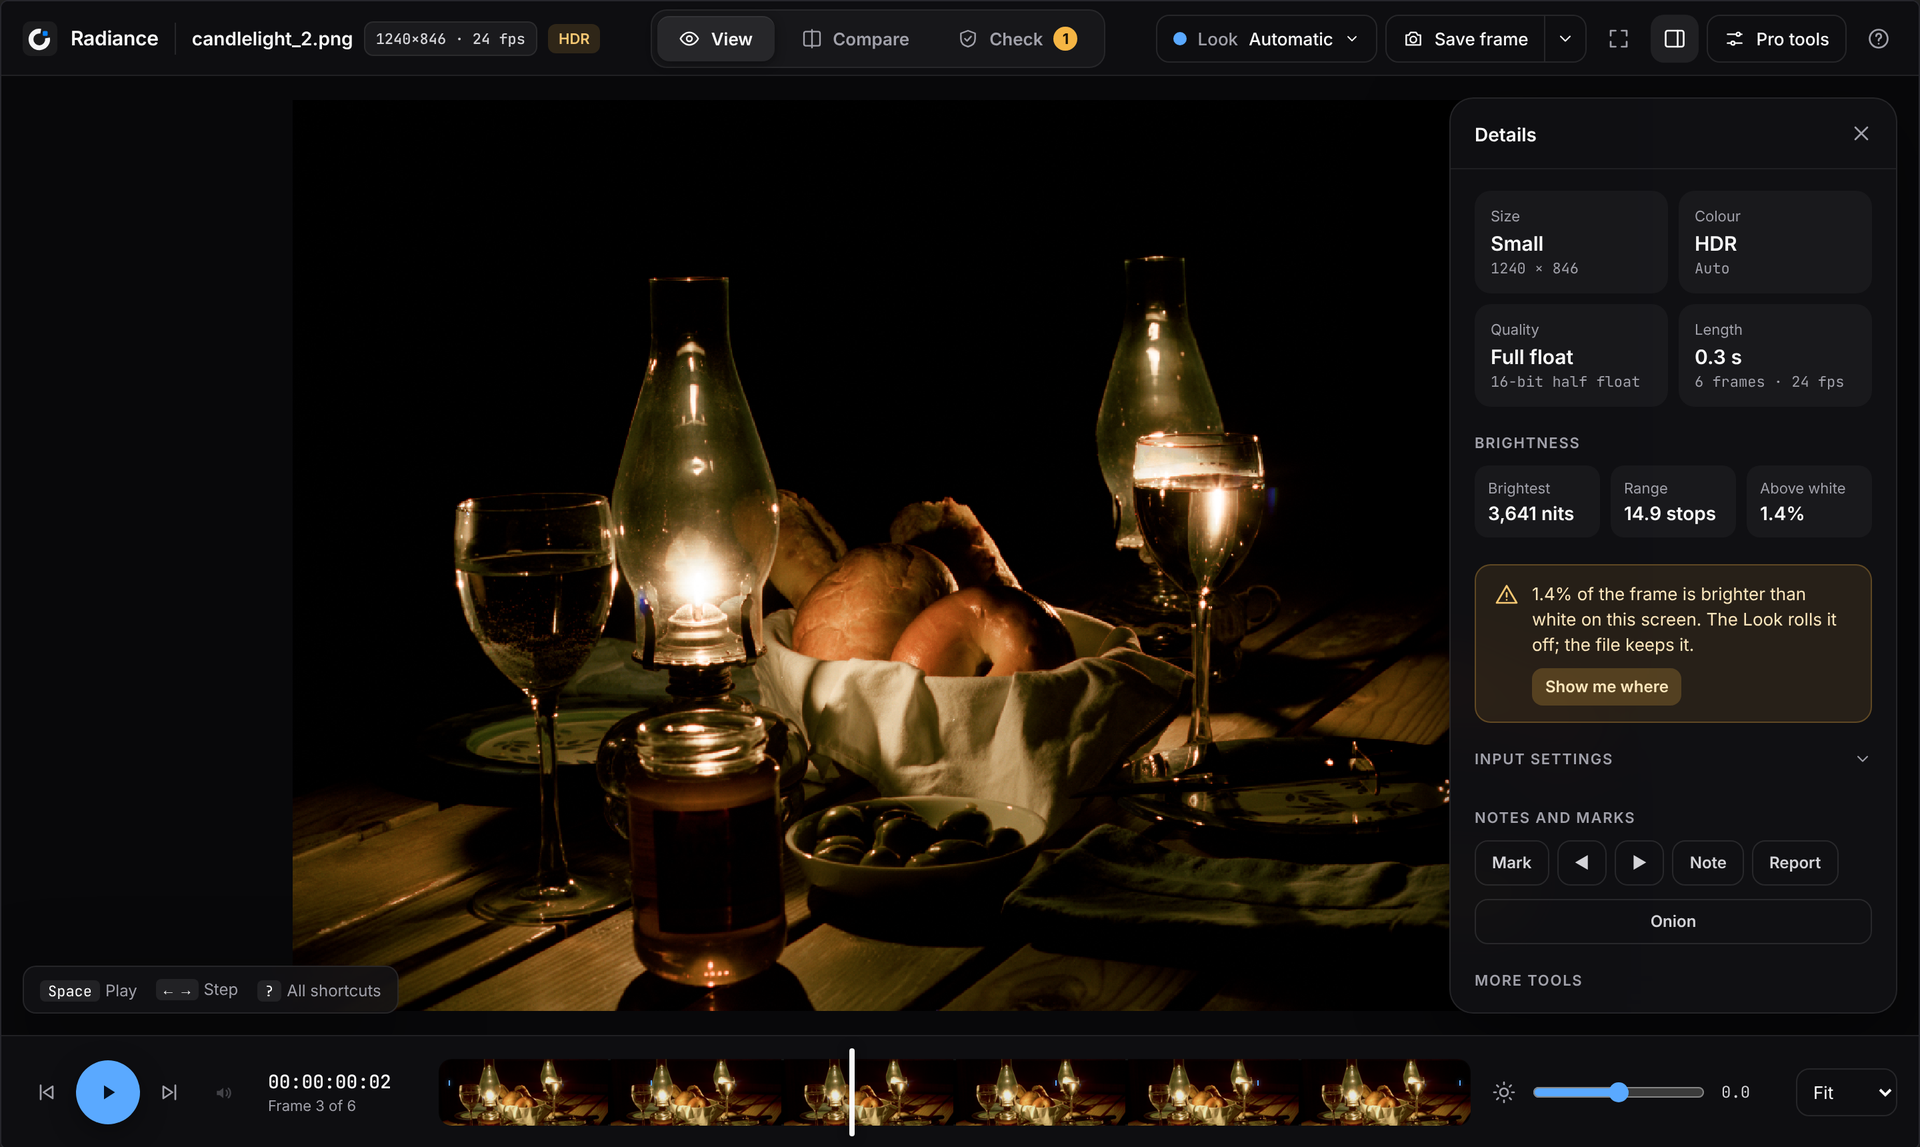 Radiance
candlelight_2.png
1240×846 · 24 fps
HDR
View
Compare
Check 1
Look Automatic
Save frame
Pro tools
Details
Size
Small
1240 × 846
Colour
HDR
Auto
Quality
Full float
16-bit half float
Length
0.3 s
6 frames · 24 fps
BRIGHTNESS
Brightest
3,641 nits
Range
14.9 stops
Above white
1.4%
1.4% of the frame is brighter than
white on this screen. The Look rolls it
off; the file keeps it.
Show me where
INPUT SETTINGS
NOTES AND MARKS
Mark
Note
Report
Onion
MORE TOOLS
Space Play ← → Step ? All shortcuts
00:00:00:02
Frame 3 of 6
0.0
Fit